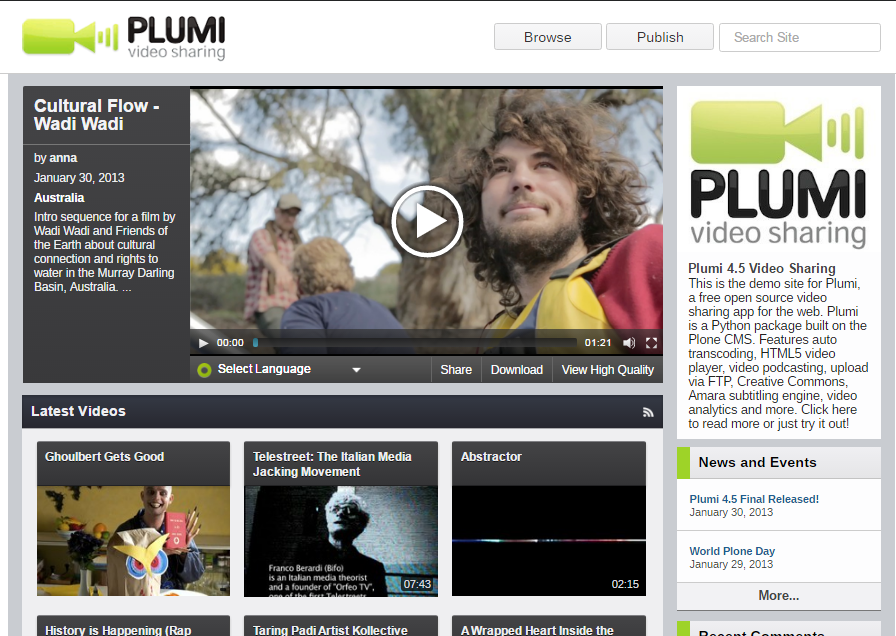 PLUMI
video sharing
Browse
Publish
Search Site
Cultural Flow -
Wadi Wadi
by anna
January 30, 2013
Australia
Intro sequence for a film by
Wadi Wadi and Friends of
the Earth about cultural
connection and rights to
water in the Murray Darling
Basin, Australia. ...
00:00
01:21
Select Language
Share
Download
View High Quality
PLUMI
video sharing
Plumi 4.5 Video Sharing
This is the demo site for Plumi,
a free open source video
sharing app for the web. Plumi
is a Python package built on the
Plone CMS. Features auto
transcoding, HTML5 video
player, video podcasting, upload
via FTP, Creative Commons,
Amara subtitling engine, video
analytics and more. Click here
to read more or just try it out!
Latest Videos
Ghoulbert Gets Good
Telestreet: The Italian Media
Jacking Movement
Franco Berardi (Bifo)
is an Italian media theorist
and a founder of "Orfeo TV",
one of the first Telestreets
07:43
Abstractor
02:15
News and Events
Plumi 4.5 Final Released!
January 30, 2013
World Plone Day
January 29, 2013
More...
History is Happening (Rap
Taring Padi Artist Kollective
A Wrapped Heart Inside the
Recent Comments